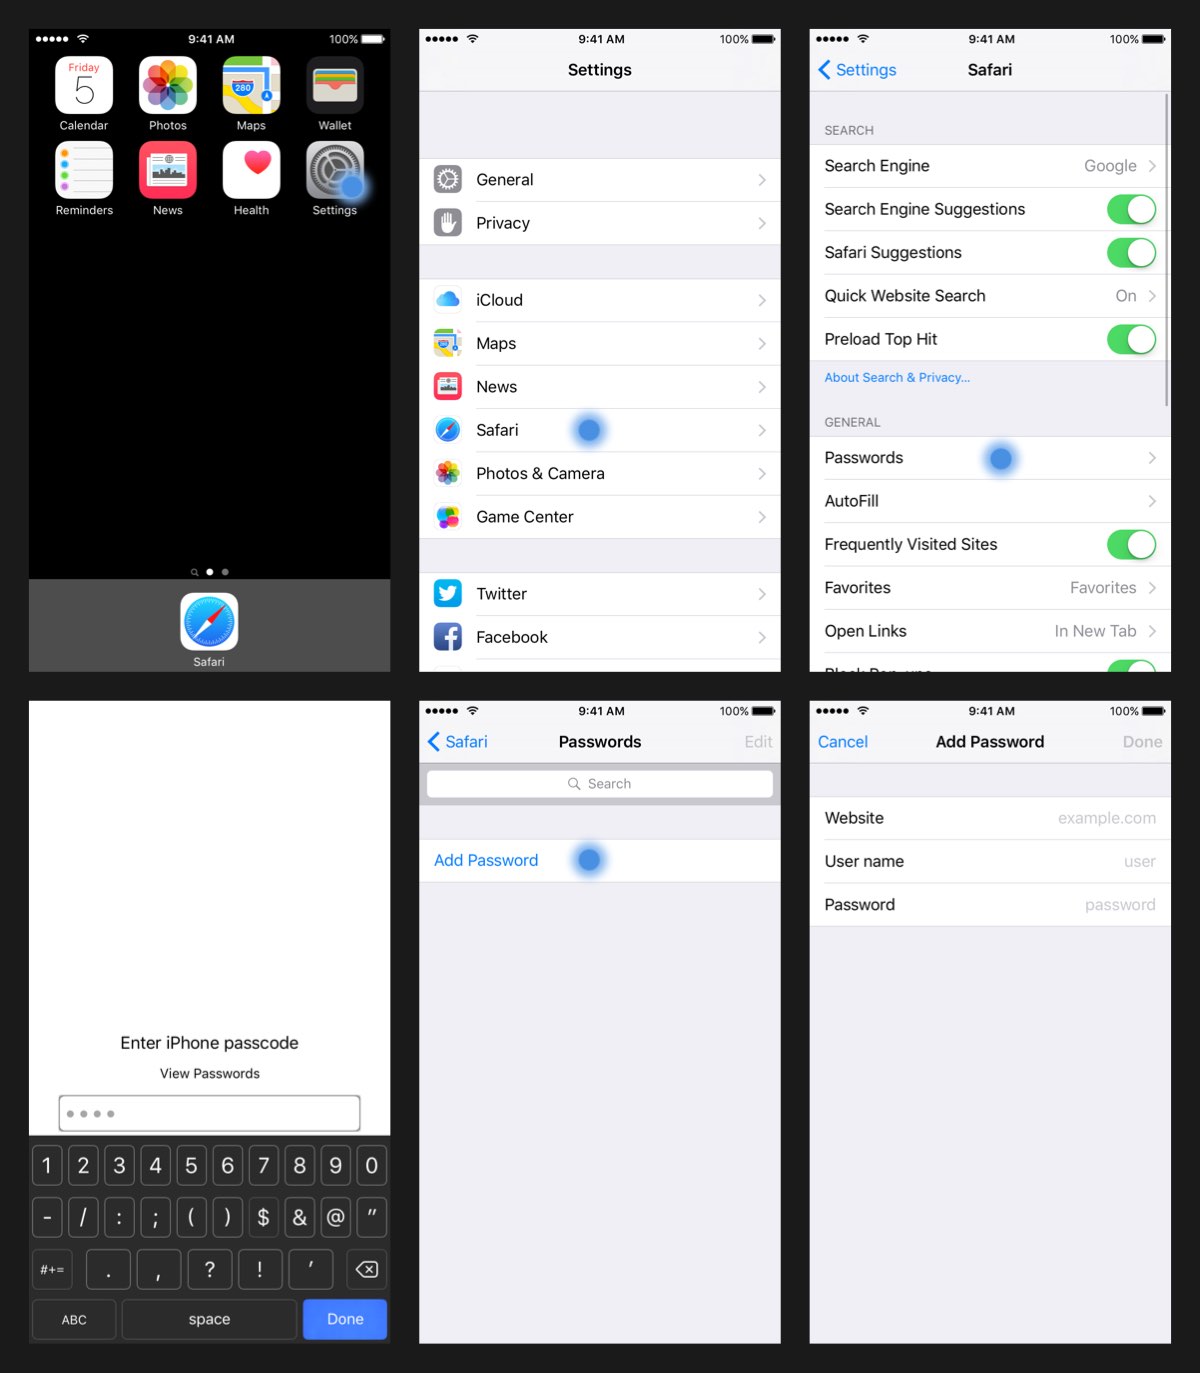 9:41 AM 100%
Friday
5
280
Calendar Photos Maps Wallet
Reminders News Health Settings
Safari
9:41 AM 100%
Settings
General
Privacy
iCloud
Maps
News
Safari
Photos & Camera
Game Center
Twitter
Facebook
9:41 AM 100%
Settings Safari
SEARCH
Search Engine Google
Search Engine Suggestions
Safari Suggestions
Quick Website Search On
Preload Top Hit
About Search & Privacy...
GENERAL
Passwords
AutoFill
Frequently Visited Sites
Favorites Favorites
Open Links In New Tab
Block Pop-ups
Enter iPhone passcode
View Passwords
1 2 3 4 5 6 7 8 9 0
- / : ; ( ) $ & @ "
#+= . , ? ! '
ABC space Done
9:41 AM 100%
Safari Passwords Edit
Search
Add Password
9:41 AM 100%
Cancel Add Password Done
Website example.com
User name user
Password password